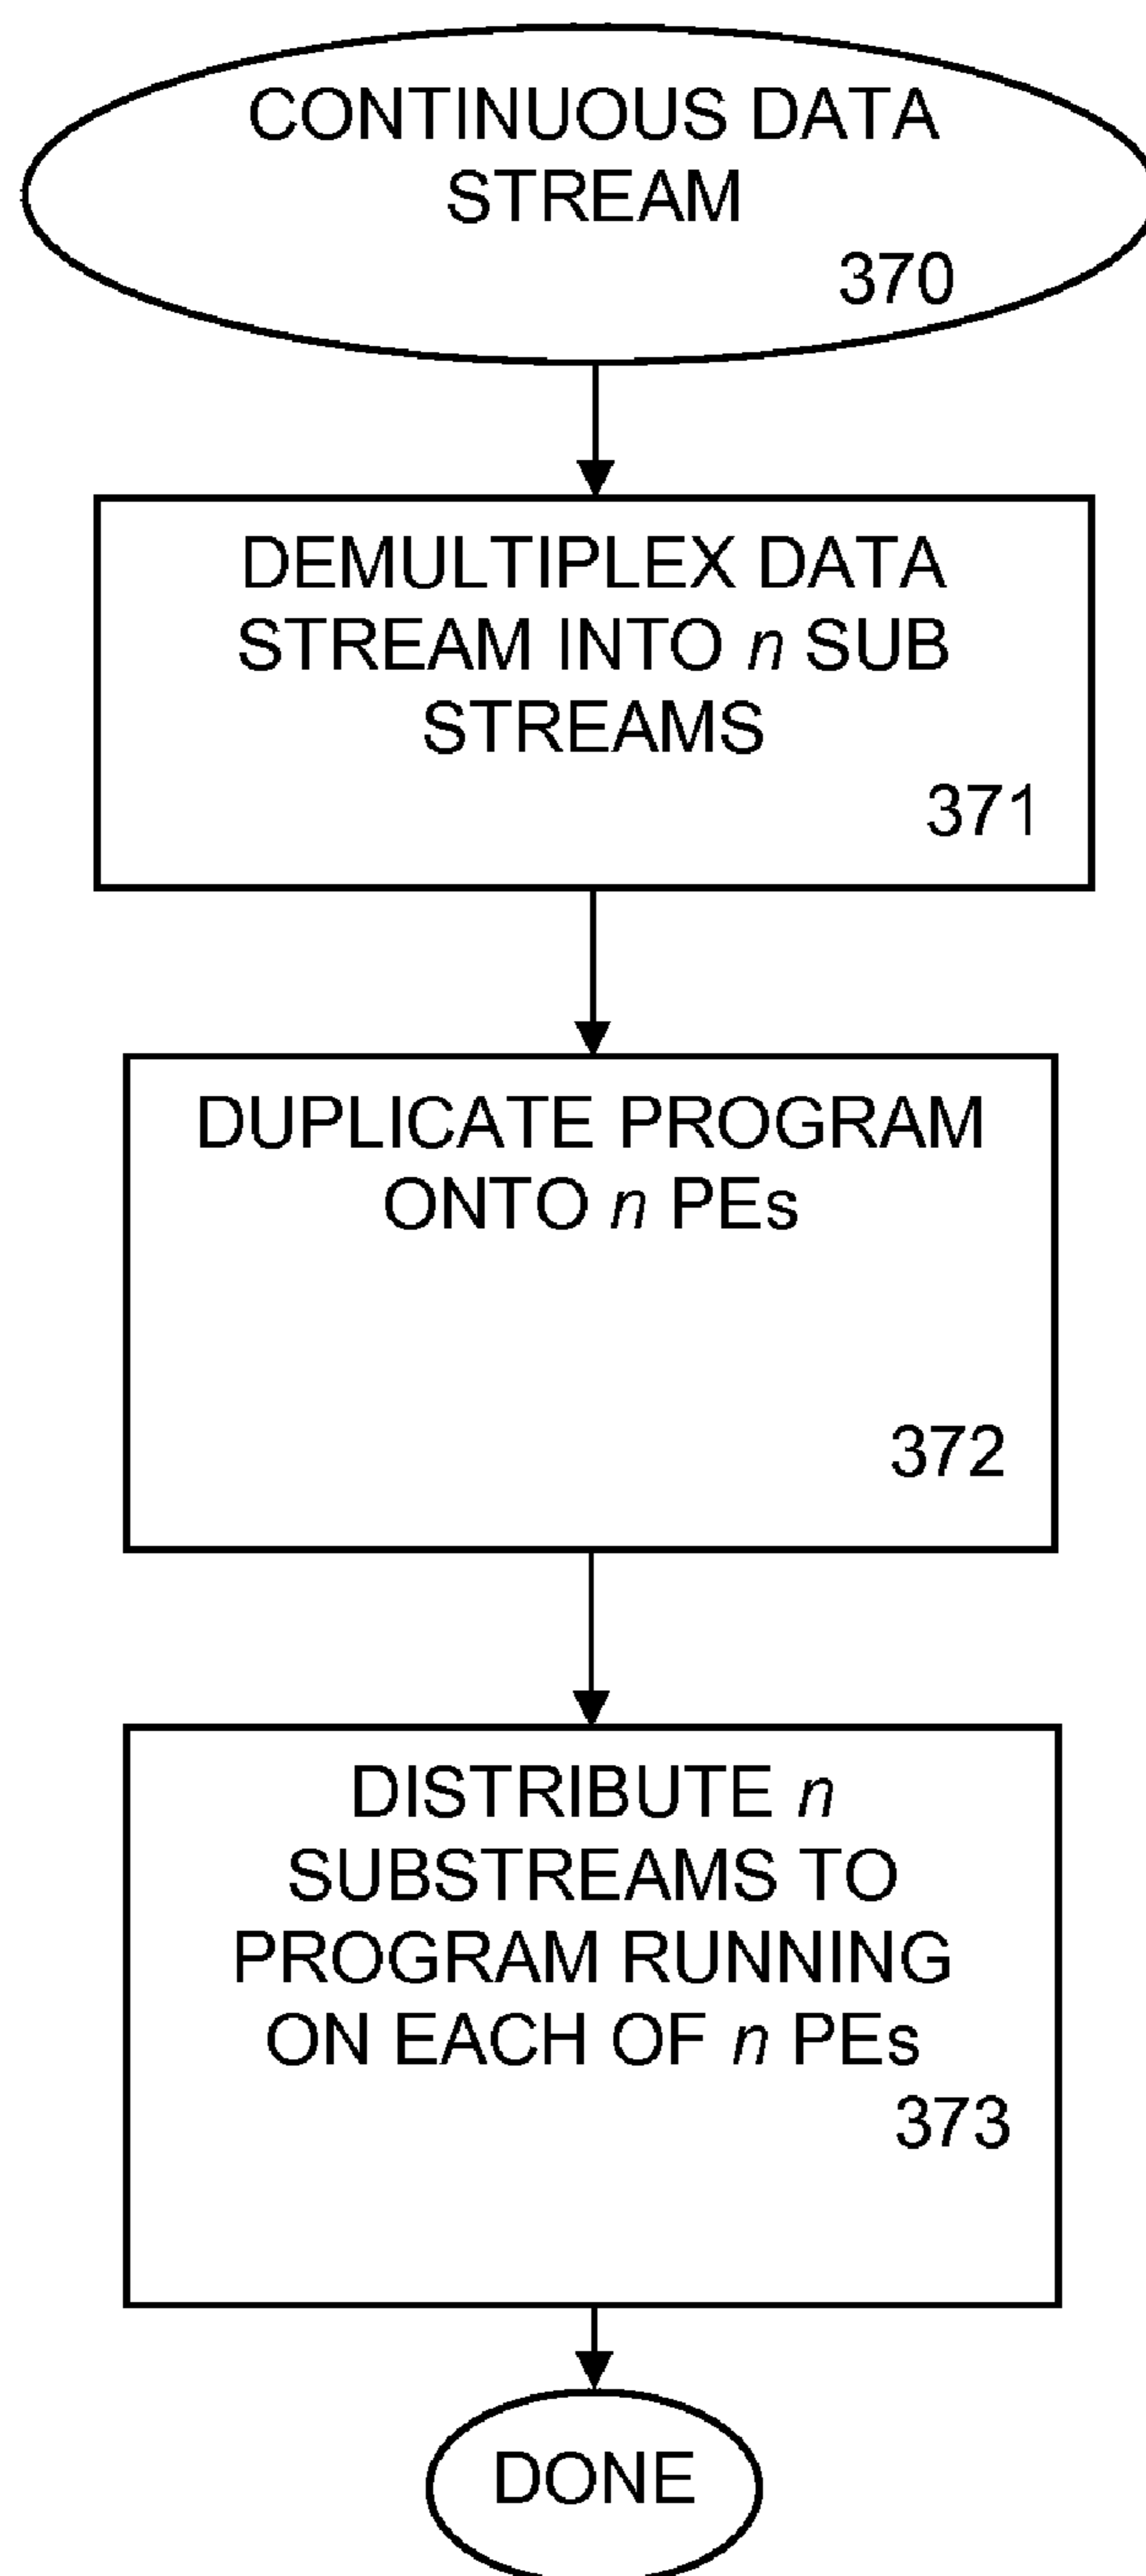 CONTINUOUS DATA
STREAM
370
DEMULTIPLEX DATA
STREAM INTO n SUB
STREAMS
371
DUPLICATE PROGRAM
ONTO n PEs
372
DISTRIBUTE n
SUBSTREAMS TO
PROGRAM RUNNING
ON EACH OF n PEs
373
DONE